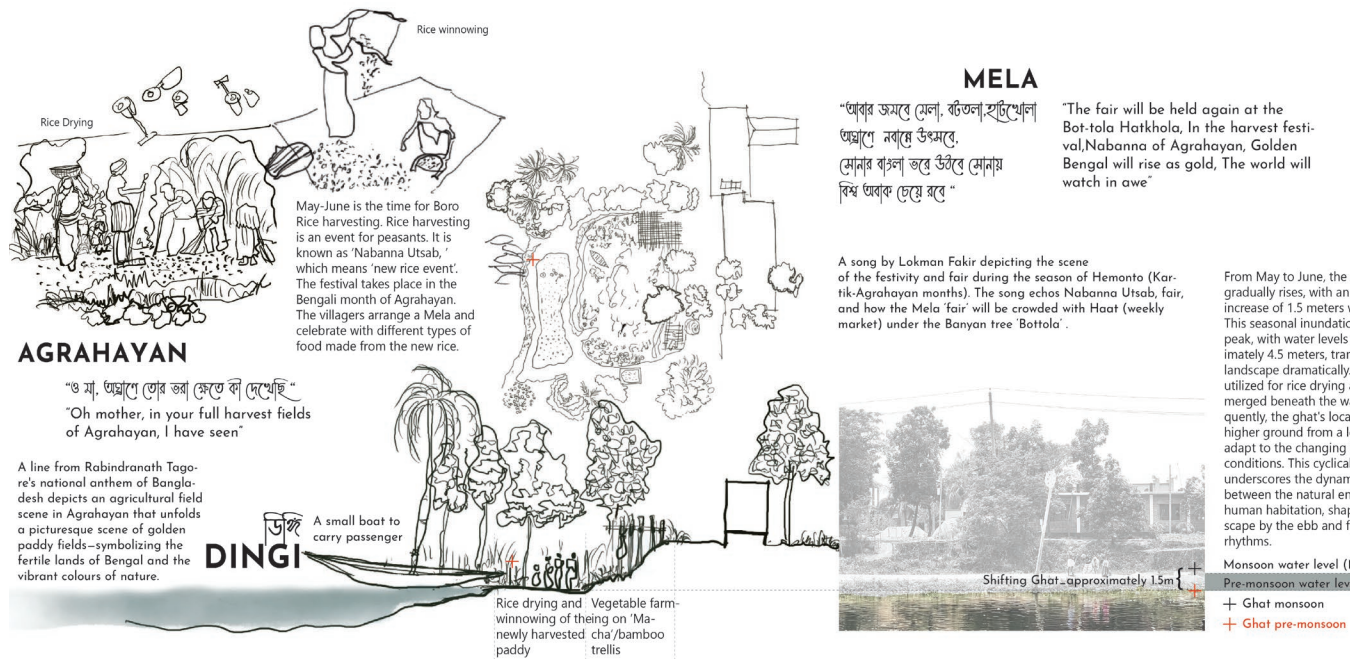 Rice winnowing
Rice Drying
May-June is the time for Boro
Rice harvesting. Rice harvesting
is an event for peasants. It is
known as ‘Nabanna Utsab, ’
which means ‘new rice event’.
The festival takes place in the
Bengali month of Agrahayan.
The villagers arrange a Mela and
celebrate with different types of
food made from the new rice.
AGRAHAYAN
“ও মা, অঘ্রাণে তোর ভরা ক্ষেতে কী দেখেছি “
“Oh mother, in your full harvest fields
of Agrahayan, I have seen”
A line from Rabindranath Tago-
re's national anthem of Bangla-
desh depicts an agricultural field
scene in Agrahayan that unfolds
a picturesque scene of golden
paddy fields—symbolizing the
fertile lands of Bengal and the
vibrant colours of nature.
ডিঙ্গি
DINGI
A small boat to
carry passenger
Rice drying and
winnowing of the
newly harvested
paddy
Vegetable farm-
ing on ‘Ma-
cha’/bamboo
trellis
MELA
“আবার জমবে মেলা, বটতলা,হাটখোলা
অঘ্রাণে নবান্নে উৎসবে,
সোনার বাংলা ভরে উঠবে সোনায়
বিশ্ব অবাক চেয়ে রবে “
“The fair will be held again at the
Bot-tola Hatkhola, In the harvest festi-
val,Nabanna of Agrahayan, Golden
Bengal will rise as gold, The world will
watch in awe”
A song by Lokman Fakir depicting the scene
of the festivity and fair during the season of Hemonto (Kar-
tik-Agrahayan months). The song echos Nabanna Utsab, fair,
and how the Mela ‘fair’ will be crowded with Haat (weekly
market) under the Banyan tree ‘Bottola’ .
From May to June, the
gradually rises, with an
increase of 1.5 meters
This seasonal inundatio
peak, with water levels
imately 4.5 meters, tran
landscape dramatically.
utilized for rice drying
merged beneath the wa
quently, the ghat's loca
higher ground from a l
adapt to the changing
conditions. This cyclical
underscores the dynam
between the natural en
human habitation, shap
scape by the ebb and f
rhythms.
Monsoon water level (
Pre-monsoon water lev
Shifting Ghat_approximately 1.5m
Ghat monsoon
Ghat pre-monsoon